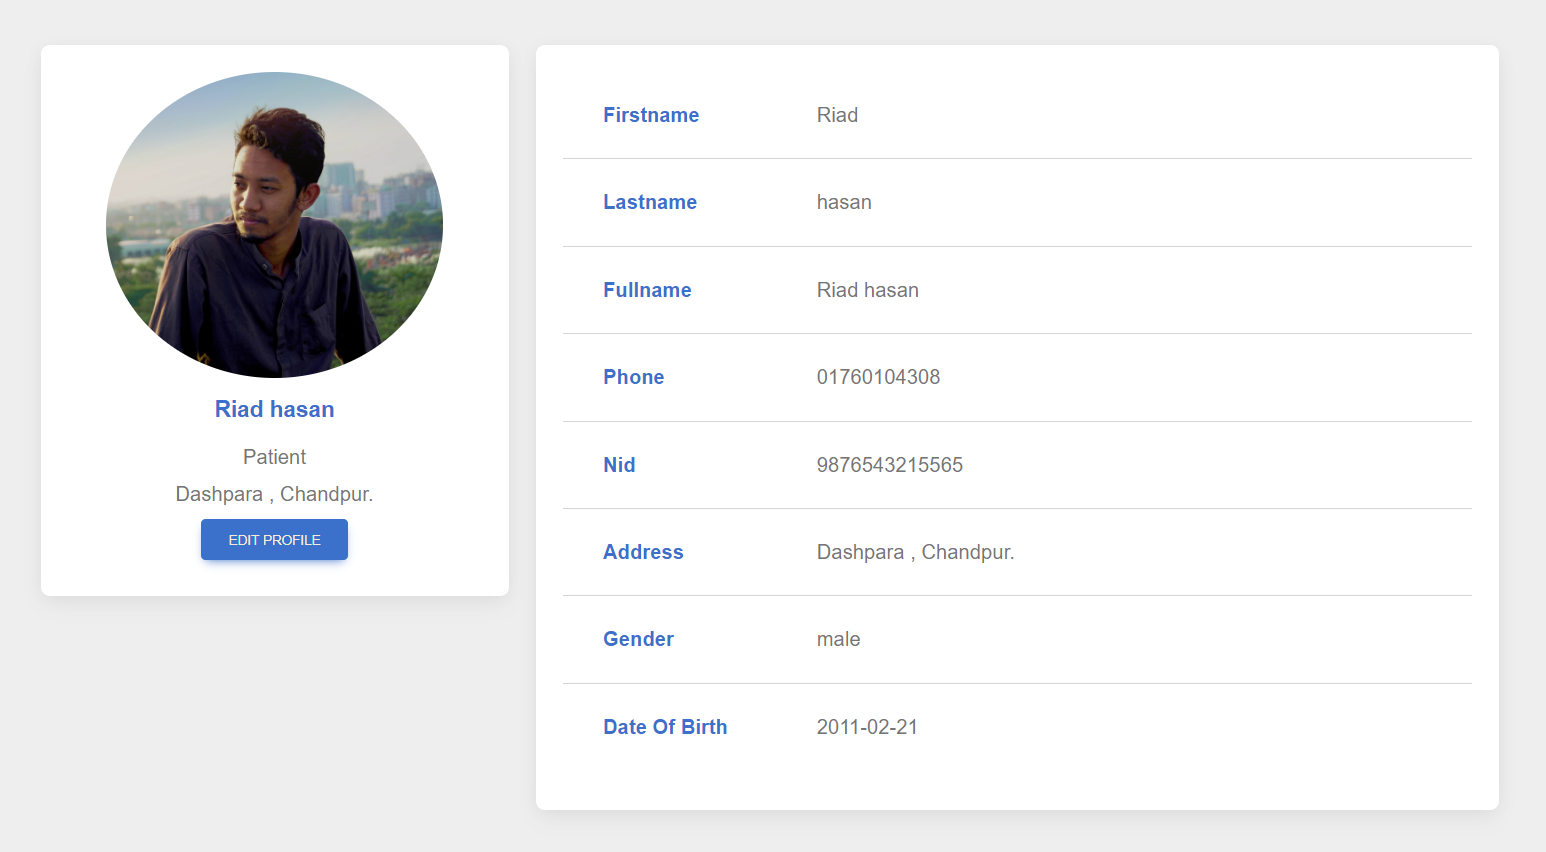 Riad hasan
Patient
Dashpara , Chandpur.
EDIT PROFILE
Firstname Riad
Lastname hasan
Fullname Riad hasan
Phone 01760104308
Nid 9876543215565
Address Dashpara , Chandpur.
Gender male
Date Of Birth 2011-02-21